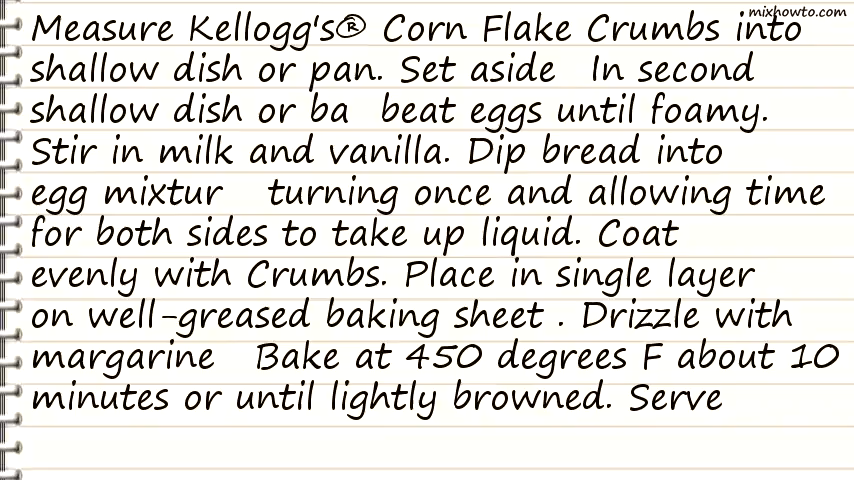 mixhowto.com
Measure Kellogg's® Corn Flake Crumbs into
shallow dish or pan. Set aside In second
shallow dish or ba beat eggs until foamy.
Stir in milk and vanilla. Dip bread into
egg mixtur turning once and allowing time
for both sides to take up liquid. Coat
evenly with Crumbs. Place in single layer
on well-greased baking sheet . Drizzle with
margarine Bake at 450 degrees F about 10
minutes or until lightly browned. Serve